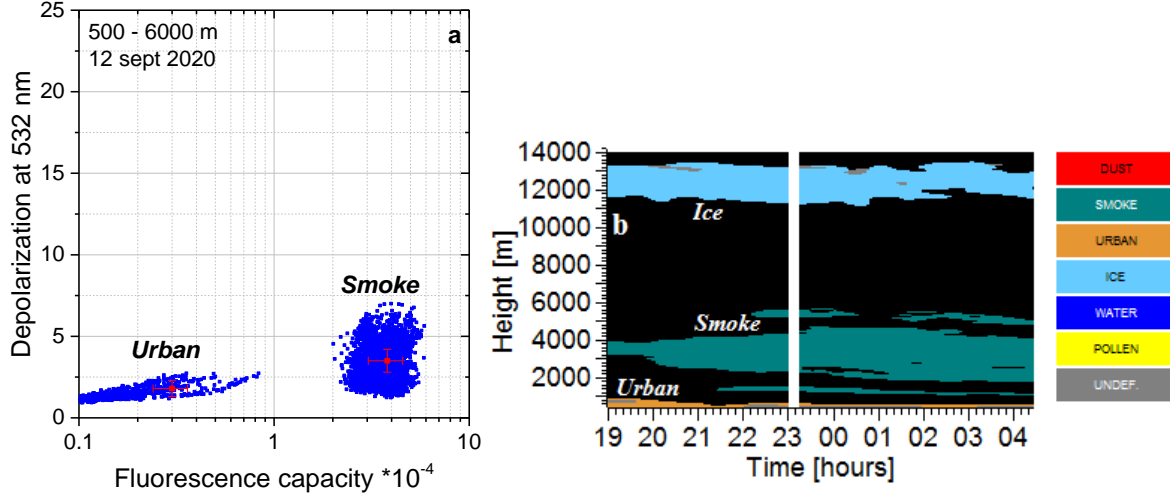 500 - 6000 m
12 sept 2020
a
Depolarization at 532 nm
25
20
15
10
5
0
Smoke
Urban
0.1
1
10
Fluorescence capacity *10-4
14000
12000
10000
8000
6000
4000
2000
Height [m]
b
Ice
Smoke
Urban
19 20 21 22 23 00 01 02 03 04
Time [hours]
DUST
SMOKE
URBAN
ICE
WATER
POLLEN
UNDEF.